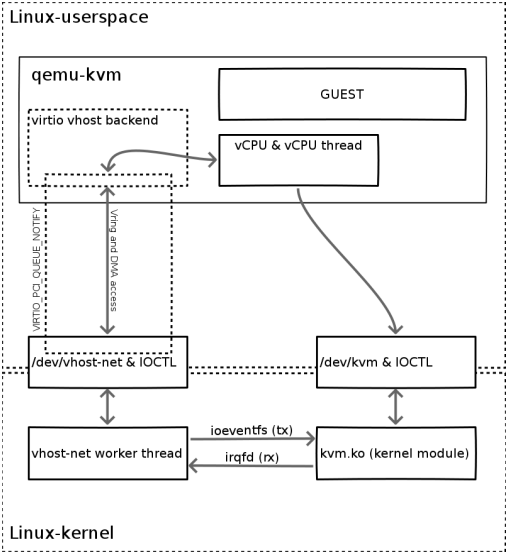 Linux-userspace
qemu-kvm
GUEST
virtio vhost backend
vCPU & vCPU thread
VIRTIO_PCI_QUEUE_NOTIFY
Vring and DMA access
/dev/vhost-net & IOCTL
/dev/kvm & IOCTL
ioeventfs (tx)
vhost-net worker thread
kvm.ko (kernel module)
irqfd (rx)
Linux-kernel